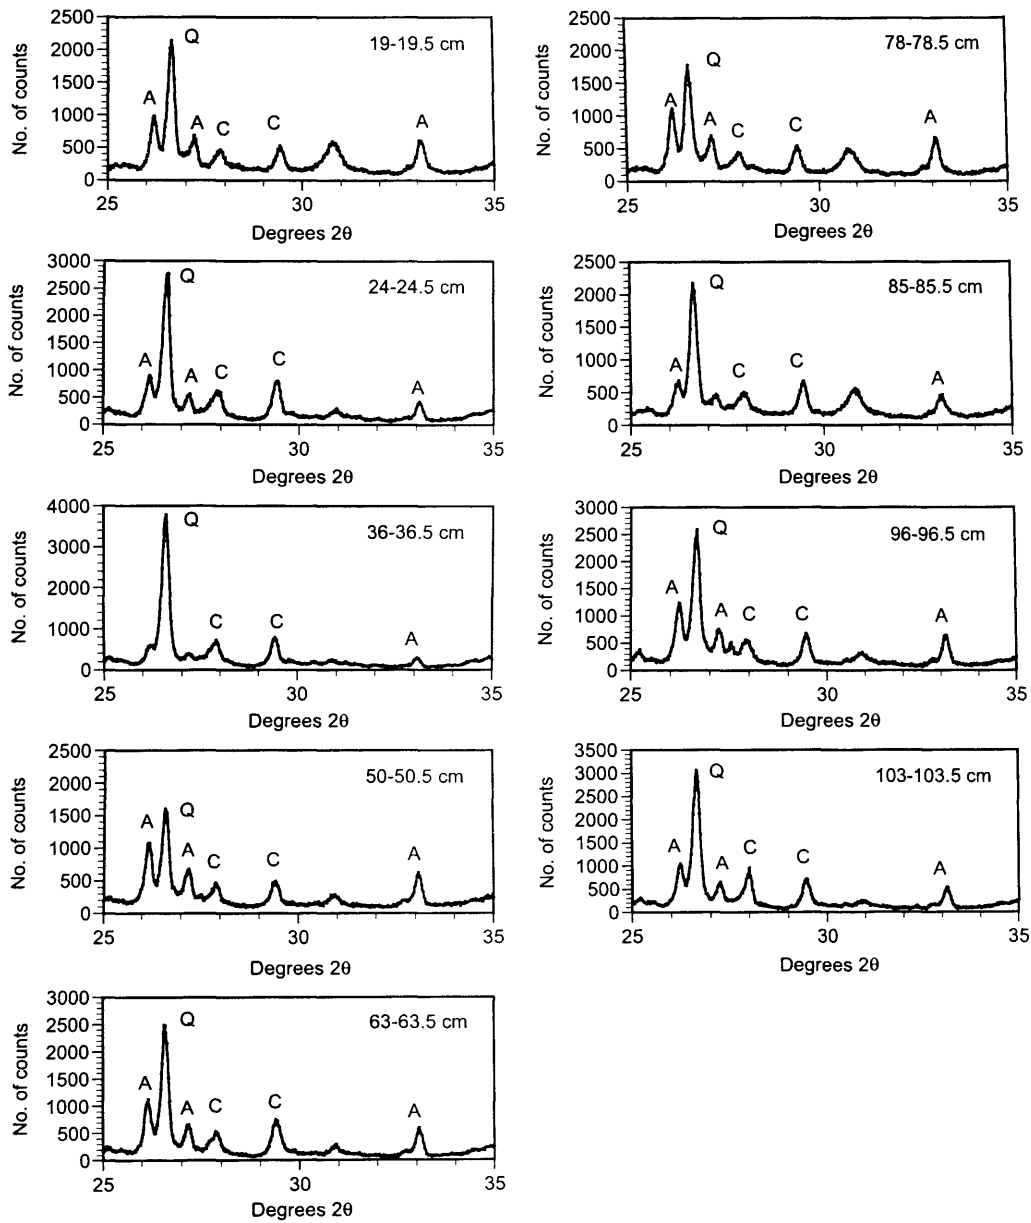 2500
2000
1500
1000
500
0
No. of counts
19-19.5 cm
A
Q
A
C
C
A
25
30
35
Degrees 2θ
2500
2000
1500
1000
500
0
No. of counts
78-78.5 cm
A
Q
A
C
C
A
25
30
35
Degrees 2θ
3000
2500
2000
1500
1000
500
0
No. of counts
24-24.5 cm
A
Q
A
C
C
A
25
30
35
Degrees 2θ
2500
2000
1500
1000
500
0
No. of counts
85-85.5 cm
A
Q
C
C
A
25
30
35
Degrees 2θ
4000
3000
2000
1000
0
No. of counts
36-36.5 cm
Q
C
C
A
25
30
35
Degrees 2θ
3000
2500
2000
1500
1000
500
0
No. of counts
96-96.5 cm
A
Q
A
C
C
A
25
30
35
Degrees 2θ
2500
2000
1500
1000
500
0
No. of counts
50-50.5 cm
A
Q
A
C
C
A
25
30
35
Degrees 2θ
3500
3000
2500
2000
1500
1000
500
0
No. of counts
103-103.5 cm
A
Q
A
C
C
A
25
30
35
Degrees 2θ
3000
2500
2000
1500
1000
500
0
No. of counts
63-63.5 cm
A
Q
A
C
C
A
25
30
35
Degrees 2θ